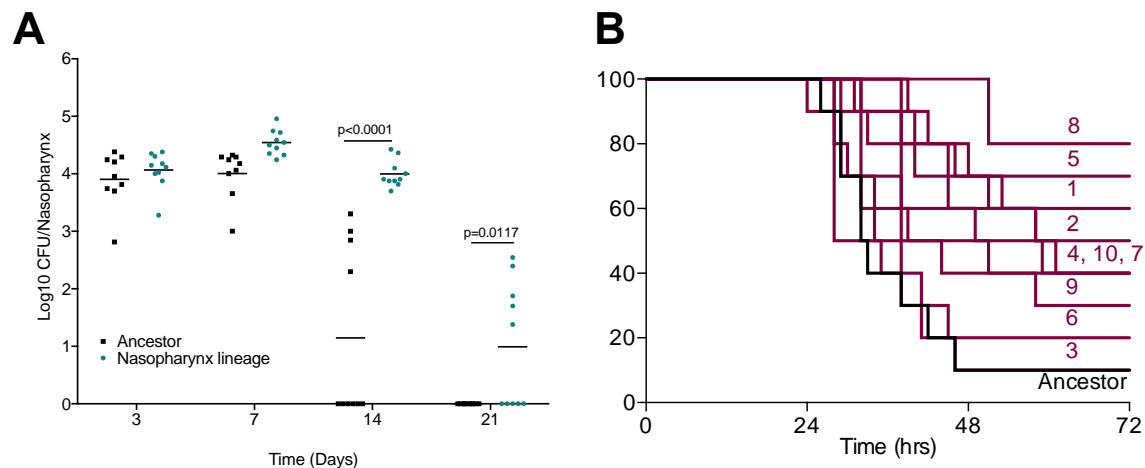 A
Log10 CFU/Nasopharynx
6
5
4
3
2
1
0
p<0.0001
p=0.0117
Ancestor
Nasopharynx lineage
3 7 14 21
Time (Days)
B
100
80
60
40
20
0
8
5
1
2
4, 10, 7
9
6
3
Ancestor
0 24 48 72
Time (hrs)